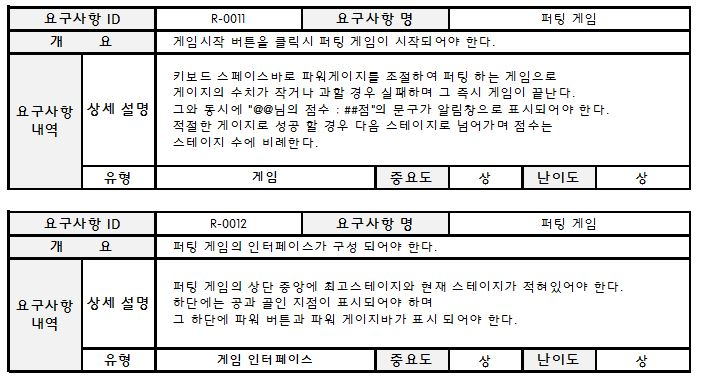 요구사항 ID R-0011 요구사항 명 퍼팅 게임
개 요 게임시작 버튼을 클릭시 퍼팅 게임이 시작되어야 한다.
요구사항 내역
상세 설명
키보드 스페이스바로 파워게이지를 조절하여 퍼팅 하는 게임으로
게이지의 수치가 작거나 과할 경우 실패하며 그 즉시 게임이 끝난다.
그와 동시에 "@@님의 점수 : ##점"의 문구가 알림창으로 표시되어야 한다.
적절한 게이지로 성공 할 경우 다음 스테이지로 넘어가며 점수는
스테이지 수에 비례한다.
유형 게임 중요도 상 난이도 상
요구사항 ID R-0012 요구사항 명 퍼팅 게임
개 요 퍼팅 게임의 인터페이스가 구성 되어야 한다.
요구사항 내역
상세 설명
퍼팅 게임의 상단 중앙에 최고스테이지와 현재 스테이지가 적혀있어야 한다.
하단에는 공과 골인 지점이 표시되어야 하며
그 하단에 파워 버튼과 파워 게이지바가 표시 되어야 한다.
유형 게임 인터페이스 중요도 상 난이도 상